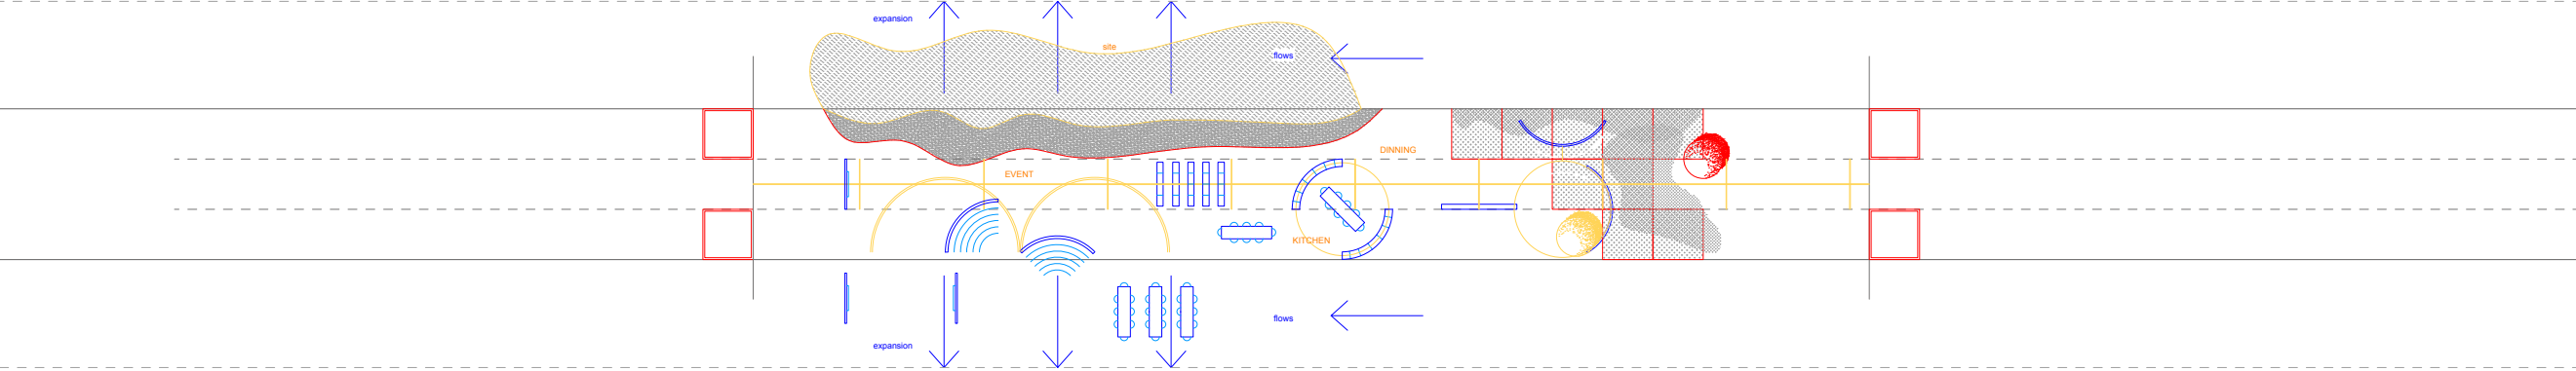 expansion
site
flows
DINNING
EVENT
KITCHEN
flows
expansion